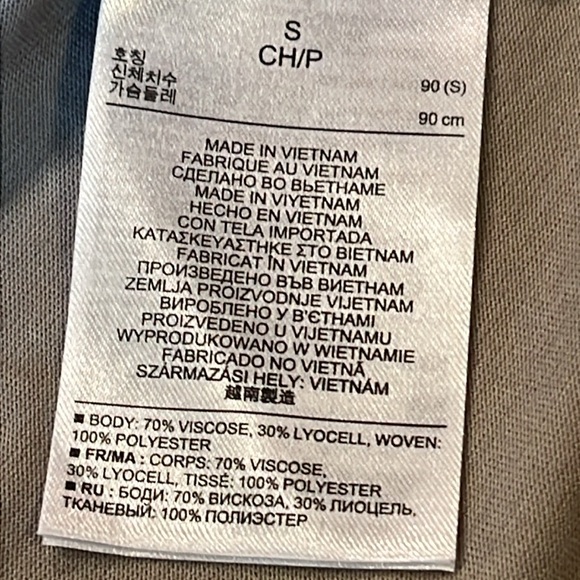 S
CH/P
호칭
신체치수 90 (S)
가슴둘레 90 cm
MADE IN VIETNAM
FABRIQUE AU VIETNAM
СДЕЛАНО ВО ВЬЕТНАМЕ
MADE IN VIYETNAM
HECHO EN VIETNAM
CON TELA IMPORTADA
ΚΑΤΑΣΚΕΥΑΣΤΗΚΕ ΣΤΟ ΒΙΕΤΝΑΜ
FABRICAT ÎN VIETNAM
ПРОИЗВЕДЕНО ВЪВ ВИЕТНАМ
ZEMLJA PROIZVODNJE VIJETNAM
ВИРОБЛЕНО У В'ЄТНАМІ
PROIZVEDENO U VIJETNAMU
WYPRODUKOWANO W WIETNAMIE
FABRICADO NO VIETNÃ
SZÁRMAZÁSI HELY: VIETNÁM
越南製造
■ BODY: 70% VISCOSE, 30% LYOCELL, WOVEN:
100% POLYESTER
■ FR/MA : CORPS: 70% VISCOSE,
30% LYOCELL, TISSÉ: 100% POLYESTER
■ RU : БОДИ: 70% ВИСКОЗА, 30% ЛИОЦЕЛЬ,
ТКАНЕВЫЙ: 100% ПОЛИЭСТЕР